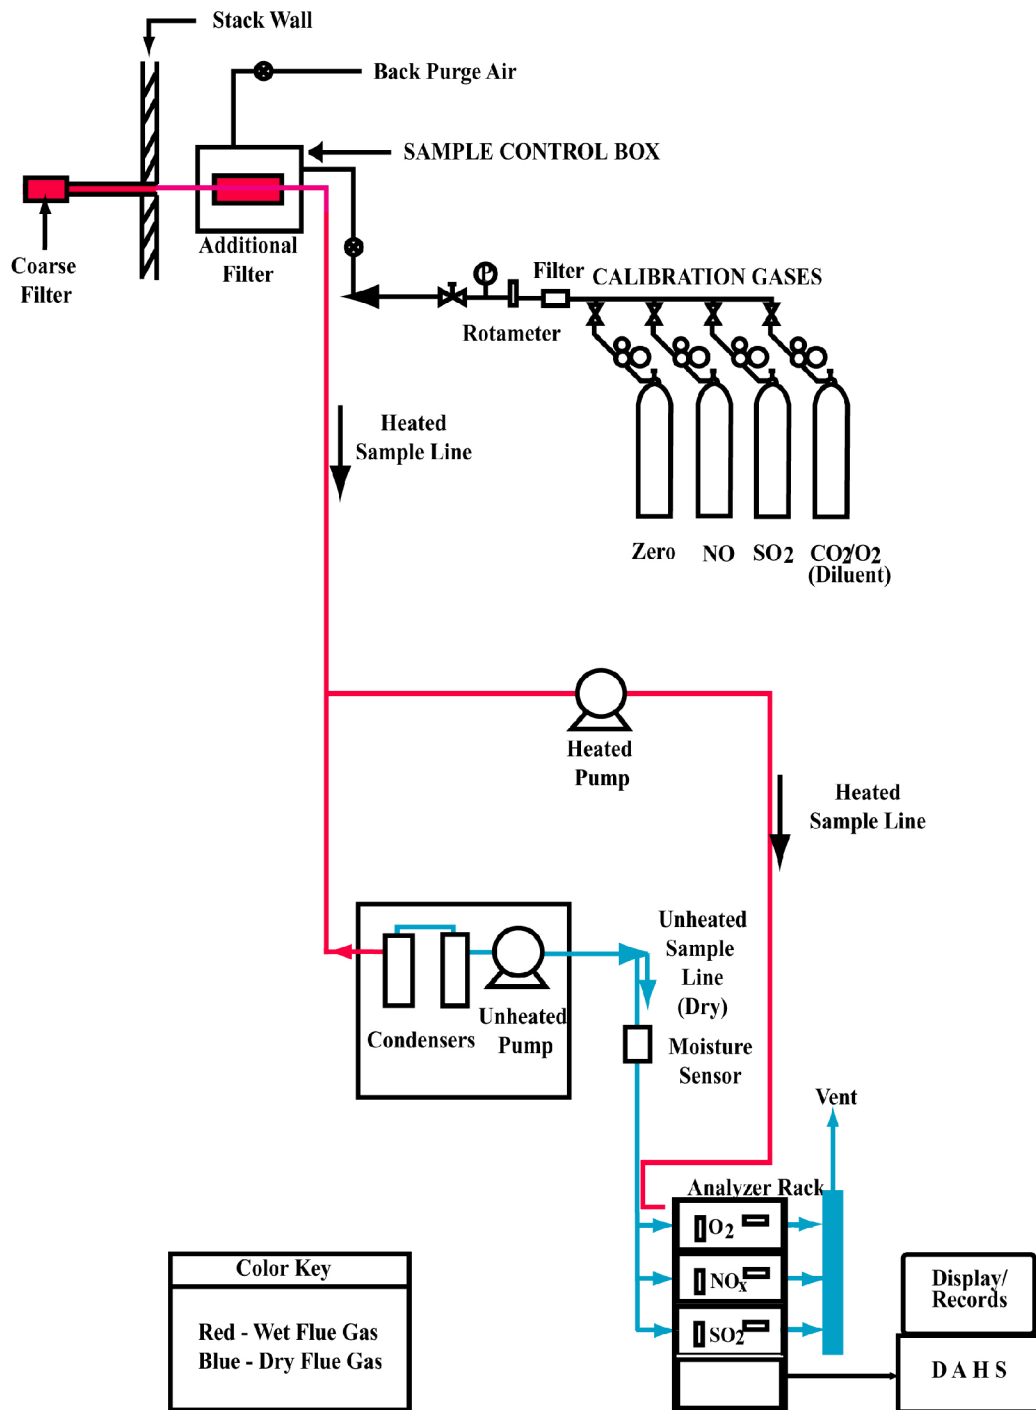 Stack Wall
Back Purge Air
SAMPLE CONTROL BOX
Additional
Filter
Coarse
Filter
P
Filter
CALIBRATION GASES
Rotameter
Heated
Sample Line
Zero
NO
SO2
CO2/O2
(Diluent)
Heated
Pump
Heated
Sample Line
Unheated
Sample
Line
(Dry)
Condensers
Unheated
Pump
Moisture
Sensor
Vent
Analyzer Rack
O2
NOx
SO2
Display/
Records
D A H S
Color Key
Red - Wet Flue Gas
Blue - Dry Flue Gas